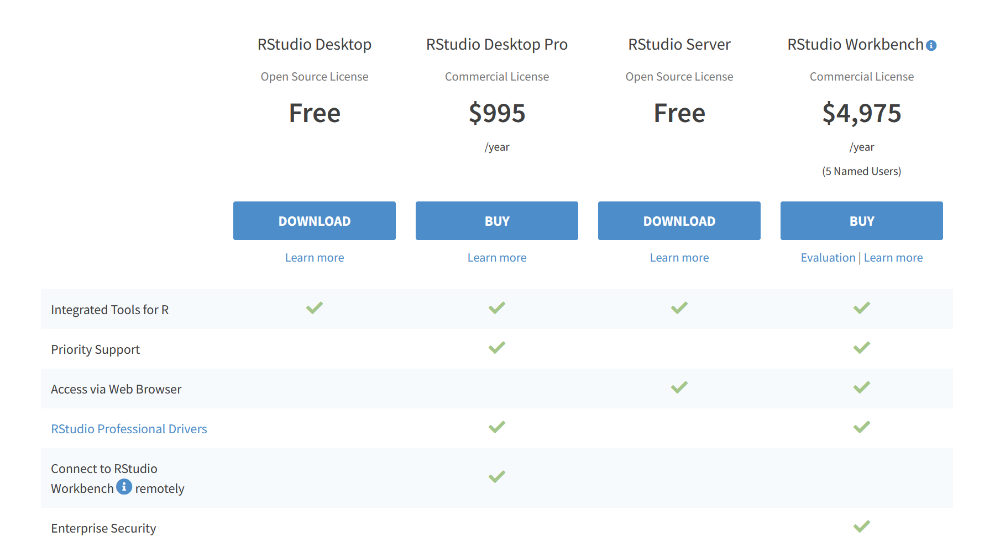 RStudio Desktop
RStudio Desktop Pro
RStudio Server
RStudio Workbench
Open Source License
Commercial License
Open Source License
Commercial License
Free
$995
Free
$4,975
/year
/year
(5 Named Users)
DOWNLOAD
BUY
DOWNLOAD
BUY
Learn more
Learn more
Learn more
Evaluation | Learn more
Integrated Tools for R
Priority Support
Access via Web Browser
RStudio Professional Drivers
Connect to RStudio
Workbench i remotely
Enterprise Security